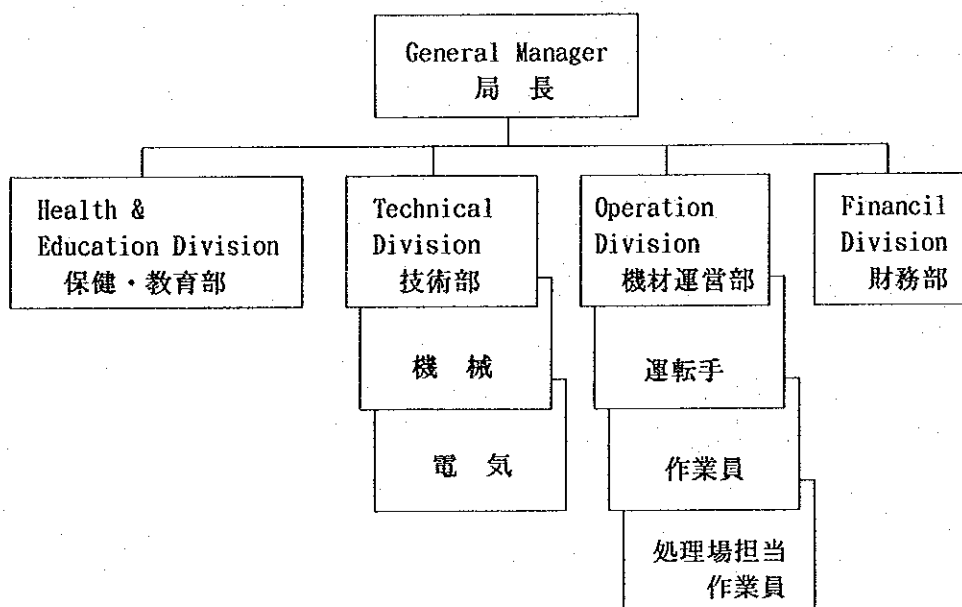 General Manager
局 長
Health &
Education Division
保健・教育部
Technical
Division
技術部
機 械
電 気
Operation
Division
機材運営部
運転手
作業員
処理場担当
作業員
Financil
Division
財務部